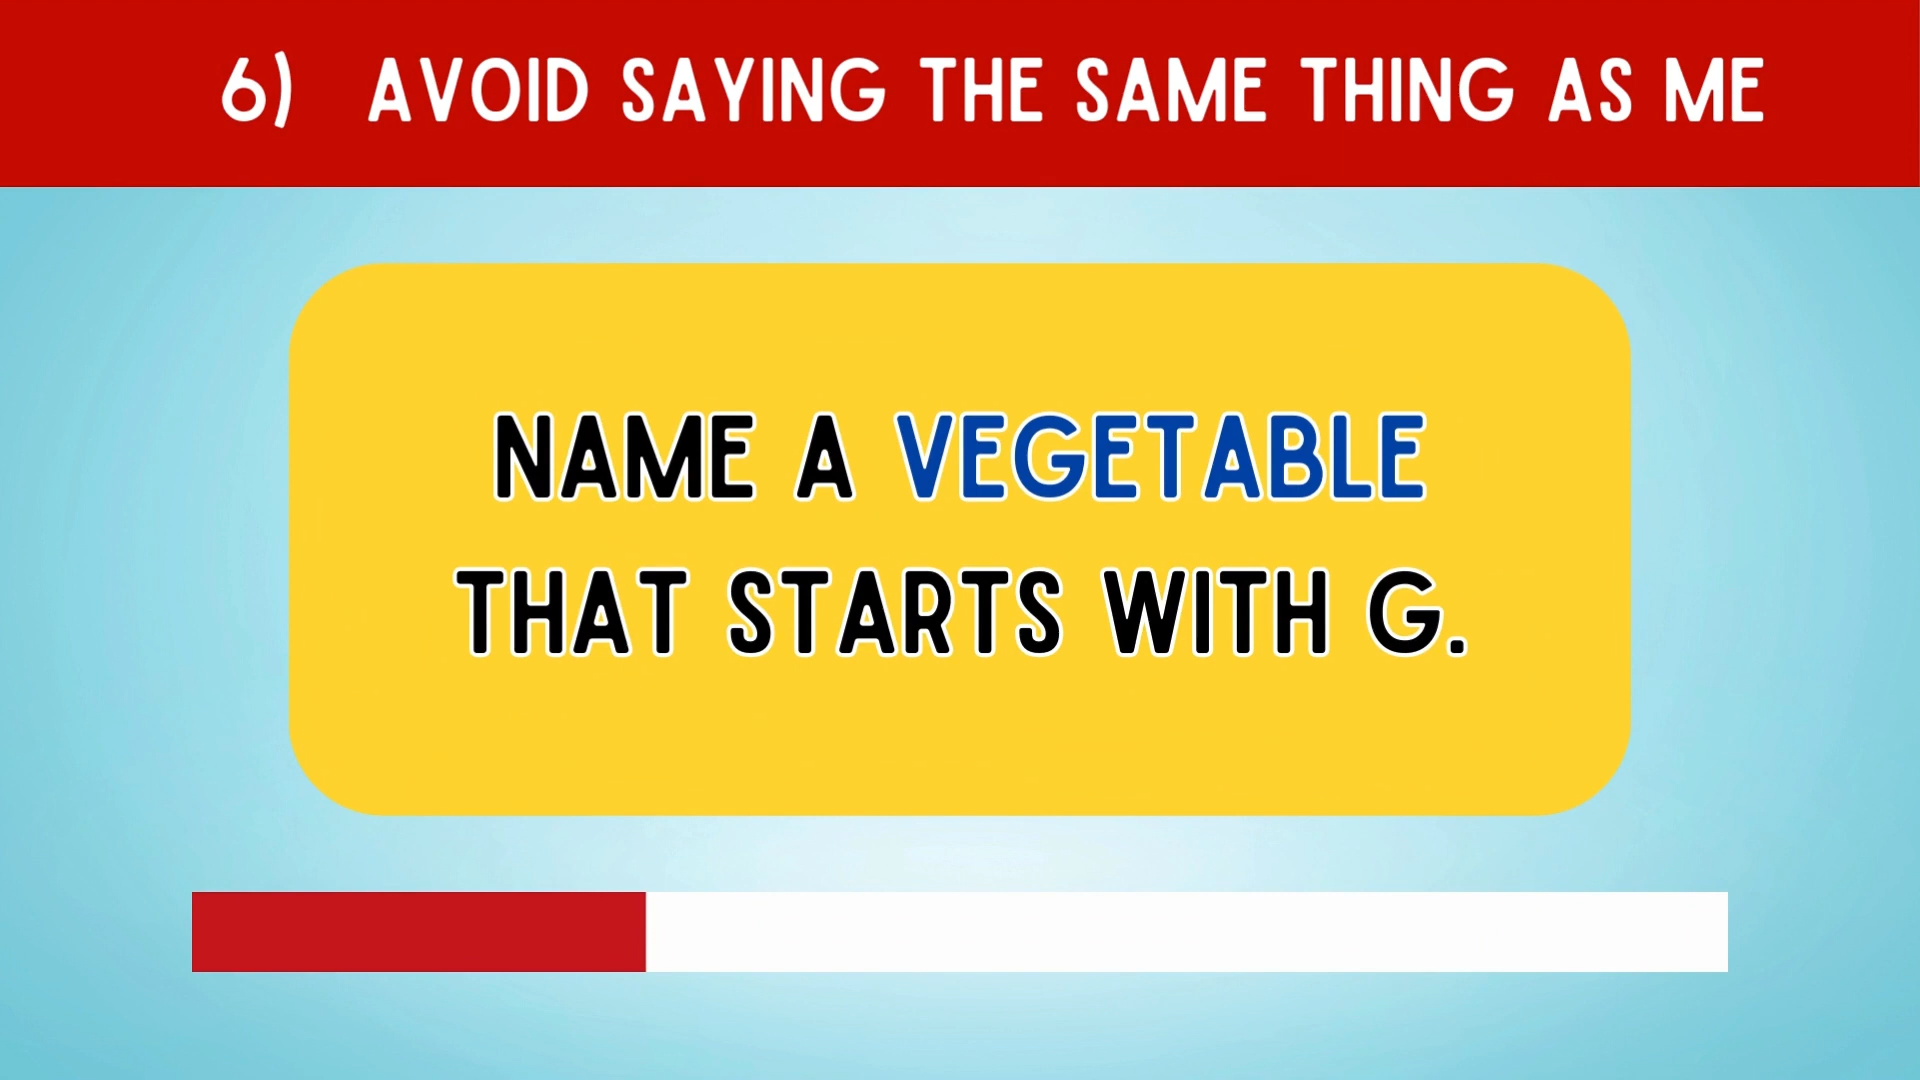 6) AVOID SAYING THE SAME THING AS ME
NAME A VEGETABLE
THAT STARTS WITH G.